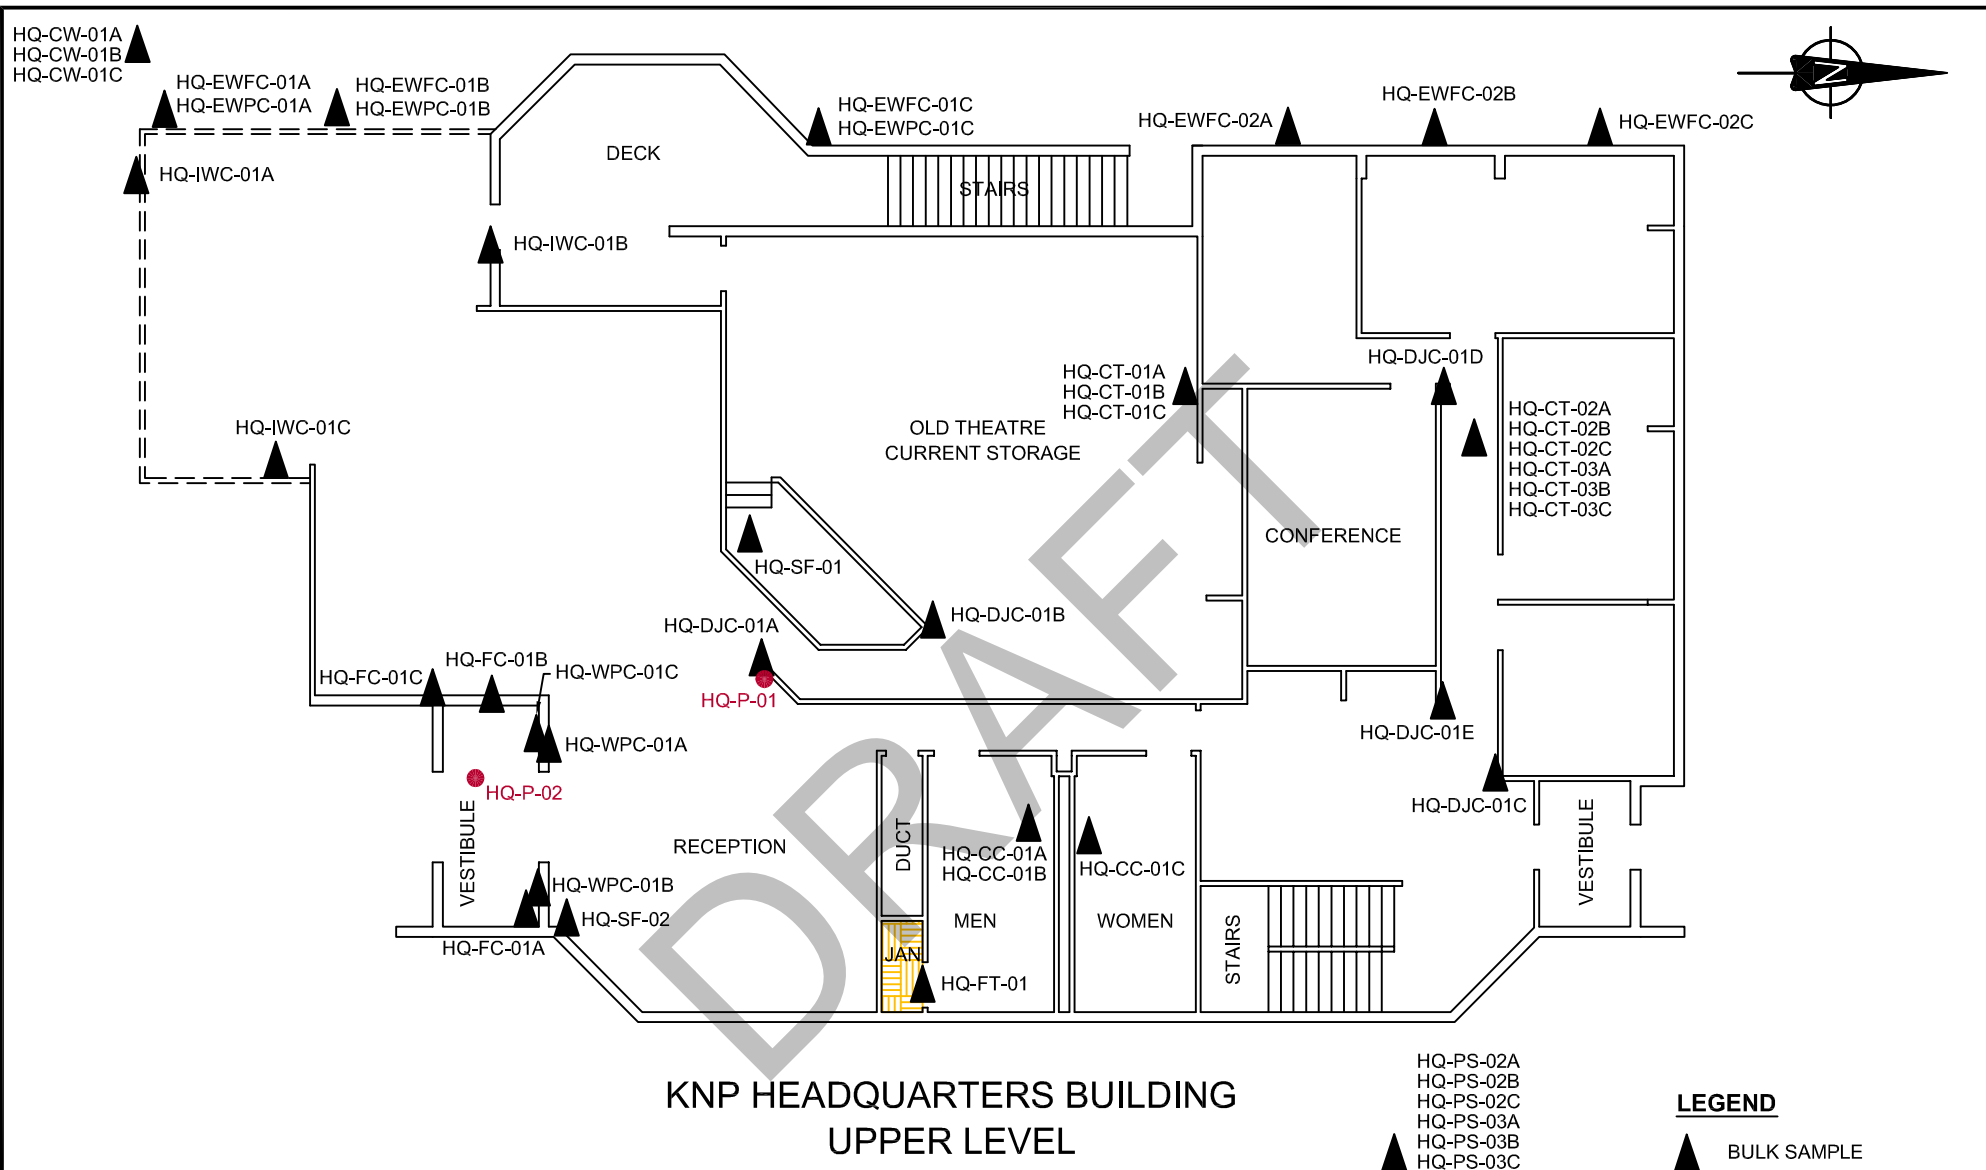 HQ-CW-01A
HQ-CW-01B
HQ-CW-01C
HQ-EWFC-01A
HQ-EWPC-01A
HQ-EWFC-01B
HQ-EWPC-01B
HQ-EWFC-01C
HQ-EWPC-01C
HQ-EWFC-02A
HQ-EWFC-02B
HQ-EWFC-02C
N
DECK
STAIRS
HQ-IWC-01A
HQ-IWC-01B
HQ-CT-01A
HQ-CT-01B
HQ-CT-01C
HQ-DJC-01D
HQ-CT-02A
HQ-CT-02B
HQ-CT-02C
HQ-CT-03A
HQ-CT-03B
HQ-CT-03C
HQ-IWC-01C
OLD THEATRE
CURRENT STORAGE
CONFERENCE
HQ-SF-01
HQ-DJC-01A
HQ-DJC-01B
HQ-P-01
HQ-FC-01C
HQ-FC-01B
HQ-WPC-01C
HQ-WPC-01A
HQ-P-02
HQ-DJC-01E
HQ-DJC-01C
VESTIBULE
RECEPTION
DUCT
HQ-CC-01A
HQ-CC-01B
HQ-CC-01C
VESTIBULE
HQ-WPC-01B
HQ-SF-02
HQ-FC-01A
MEN
WOMEN
STAIRS
JAN
HQ-FT-01
DRAFT
KNP HEADQUARTERS BUILDING
UPPER LEVEL
HQ-PS-02A
HQ-PS-02B
HQ-PS-02C
HQ-PS-03A
HQ-PS-03B
HQ-PS-03C
LEGEND
BULK SAMPLE